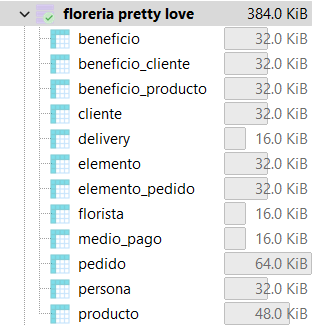 floreria pretty love 384.0 KiB
beneficio 32.0 KiB
beneficio_cliente 32.0 KiB
beneficio_producto 32.0 KiB
cliente 32.0 KiB
delivery 16.0 KiB
elemento 32.0 KiB
elemento_pedido 32.0 KiB
florista 16.0 KiB
medio_pago 16.0 KiB
pedido 64.0 KiB
persona 32.0 KiB
producto 48.0 KiB